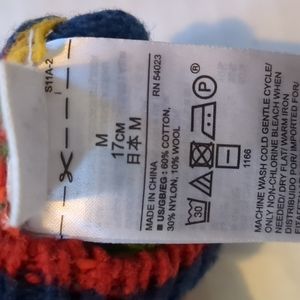 S11A-2
M
17CM
日本 M
RN 54023
MADE IN CHINA
■ US/GB/EG : 60% COTTON,
30% NYLON, 10% WOOL
30
P
1166
MACHINE WASH COLD GENTLE CYCLE/
ONLY NON-CHLORINE BLEACH WHEN
NEEDED/ DRY FLAT/ WARM IRON
DISTRIBUTED FOR/ IMPORTED FOR/